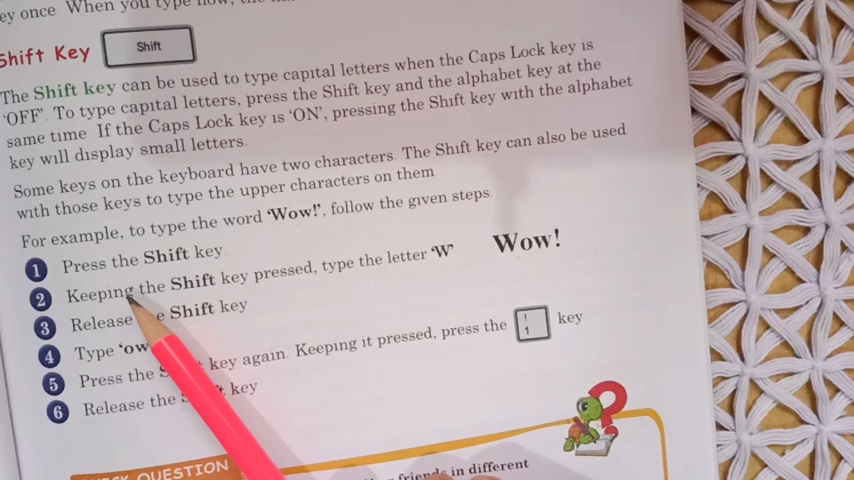 ey once When you type now, the
Shift Key Shift
The Shift key can be used to type capital letters when the Caps Lock key is
'OFF'. To type capital letters, press the Shift key and the alphabet key at the
same time If the Caps Lock key is 'ON', pressing the Shift key with the alphabet
key will display small letters.
Some keys on the keyboard have two characters. The Shift key can also be used
with those keys to type the upper characters on them
For example, to type the word 'Wow!', follow the given steps.
1 Press the Shift key
2 Keeping the Shift key pressed, type the letter 'W'
Wow!
3 Release Shift key
4 Type 'ow
5 Press the key again. Keeping it pressed, press the ! 1 key
6 Release the key
QUESTION
friends in different